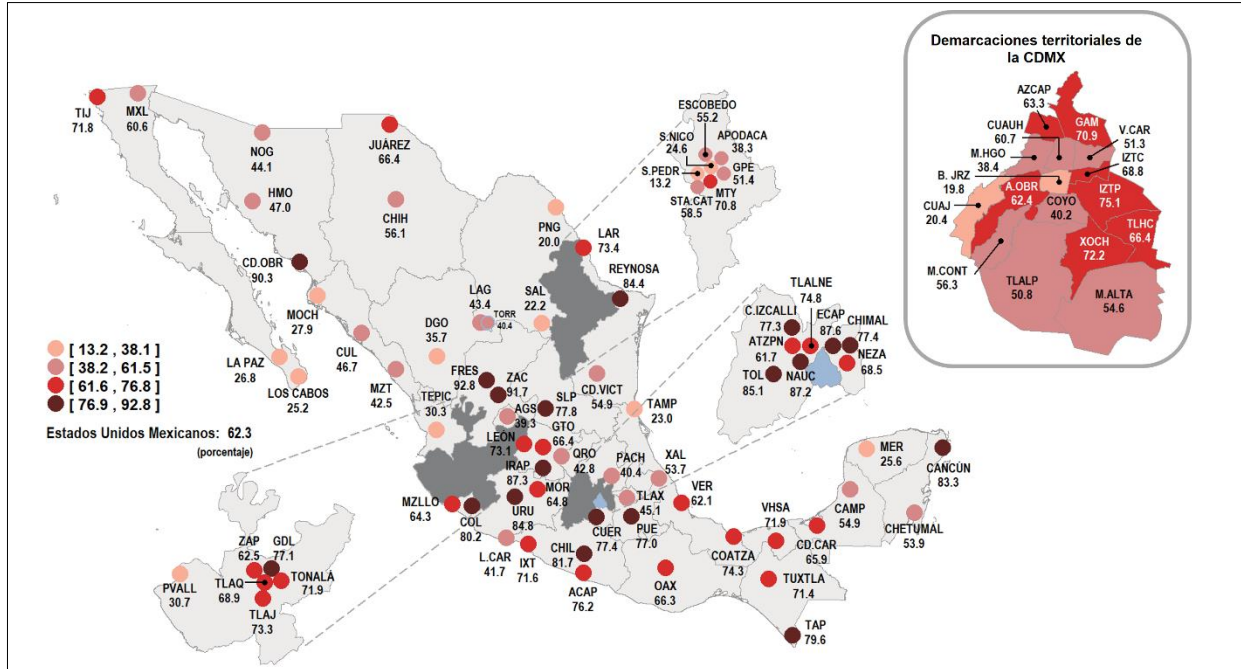 Demarcaciones territoriales de
la CDMX
AZCAP
63.3
GAM
70.9
CUAUH
60.7
V.CAR
51.3
M.HGO
38.4
IZTC
68.8
B. JRZ
19.8
A.OBR
62.4
COYO
40.2
IZTP
75.1
CUAJ
20.4
TLHC
66.4
XOCH
72.2
M.CONT
56.3
TLALP
50.8
M.ALTA
54.6
TIJ
71.8
MXL
60.6
NOG
44.1
JUÁREZ
66.4
HMO
47.0
CHIH
56.1
ESCOBEDO
55.2
S.NICO
24.6
APODACA
38.3
S.PEDR
13.2
GPE
51.4
STA.CAT
58.5
MTY
70.8
PNG
20.0
LAR
73.4
REYNOSA
84.4
CD.OBR
90.3
MOCH
27.9
LAG
43.4
TORR
40.4
SAL
22.2
DGO
35.7
CUL
46.7
LA PAZ
26.8
LOS CABOS
25.2
MZT
42.5
FRES
92.8
ZAC
91.7
CD.VICT
54.9
TEPIC
30.3
AGS
39.3
SLP
77.8
TAMP
23.0
LEON
73.1
GTO
66.4
IRAP
87.3
QRO
42.8
PACH
40.4
XAL
53.7
MOR
64.8
TLAX
45.1
VER
62.1
MZLLO
64.3
COL
80.2
URU
84.8
CUER
77.4
PUE
77.0
L.CAR
41.7
IXT
71.6
CHIL
81.7
ACAP
76.2
OAX
66.3
COATZA
74.3
VHSA
71.9
CD.CAR
65.9
TUXTLA
71.4
TAP
79.6
MER
25.6
CANCÚN
83.3
CAMP
54.9
CHETUMAL
53.9
TLALNE
74.8
C.IZCALLI
77.3
ECAP
87.6
CHIMAL
77.4
ATZPN
61.7
NEZA
68.5
TOL
85.1
NAUC
87.2
[ 13.2 , 38.1 ]
[ 38.2 , 61.5 ]
[ 61.6 , 76.8 ]
[ 76.9 , 92.8 ]
Estados Unidos Mexicanos: 62.3
(porcentaje)
ZAP
62.5
GDL
77.1
PVALL
30.7
TLAQ
68.9
TONALÁ
71.9
TLAJ
73.3